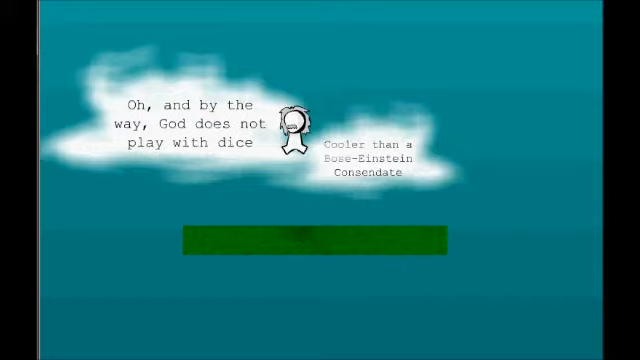 Oh, and by the
way, God does not
play with dice
Cooler than a
Bose-Einstein
Consendate